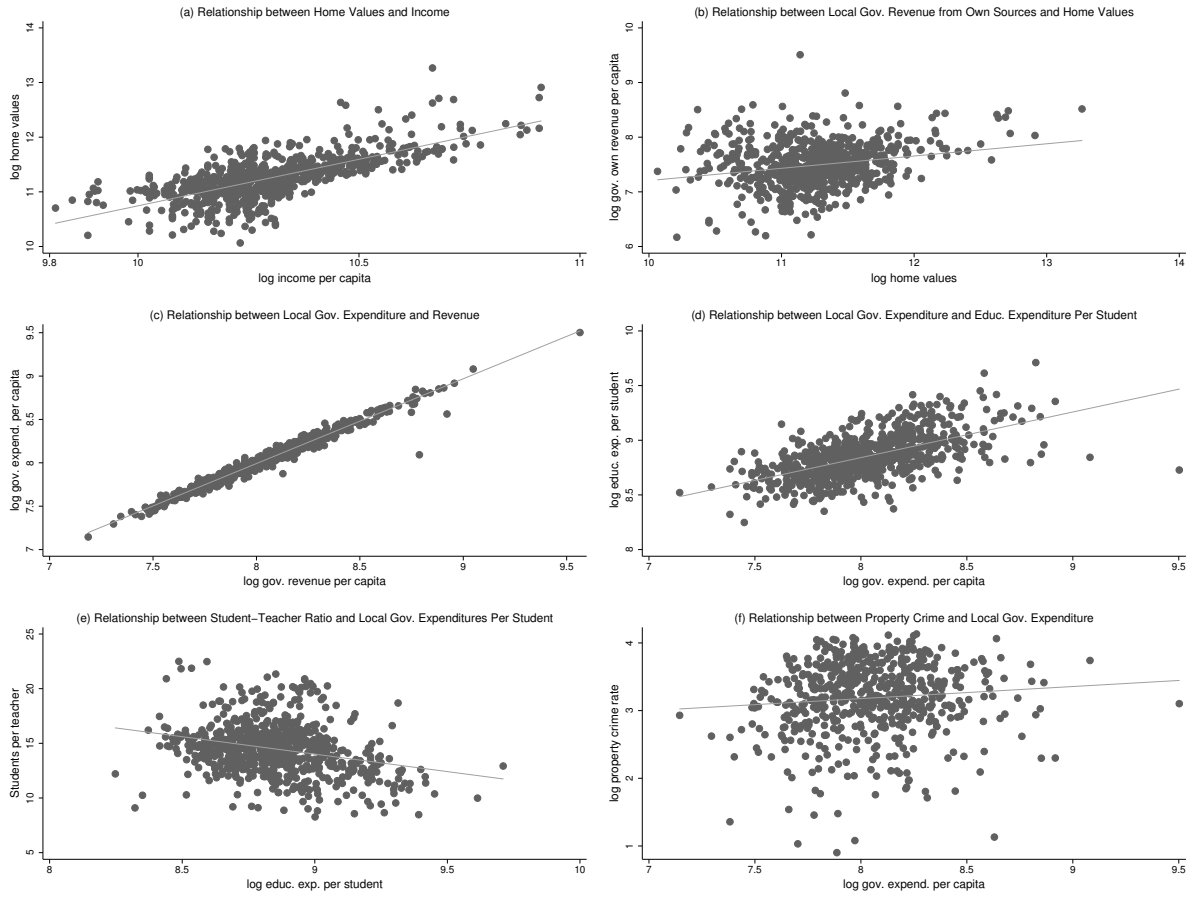 (a) Relationship between Home Values and Income
log home values
14
13
12
11
10
9.8 10 10.5 11
log income per capita
(b) Relationship between Local Gov. Revenue from Own Sources and Home Values
log gov. own revenue per capita
10
9
8
7
6
10 11 12 13 14
log home values
(c) Relationship between Local Gov. Expenditure and Revenue
log gov. expend. per capita
9.5
9
8.5
8
7.5
7
7 7.5 8 8.5 9 9.5
log gov. revenue per capita
(d) Relationship between Local Gov. Expenditure and Educ. Expenditure Per Student
log educ. exp. per student
10
9.5
9
8.5
8
7 7.5 8 8.5 9 9.5
log gov. expend. per capita
(e) Relationship between Student−Teacher Ratio and Local Gov. Expenditures Per Student
Students per teacher
25
20
15
10
5
8 8.5 9 9.5 10
log educ. exp. per student
(f) Relationship between Property Crime and Local Gov. Expenditure
log property crime rate
4
3
2
1
7 7.5 8 8.5 9 9.5
log gov. expend. per capita